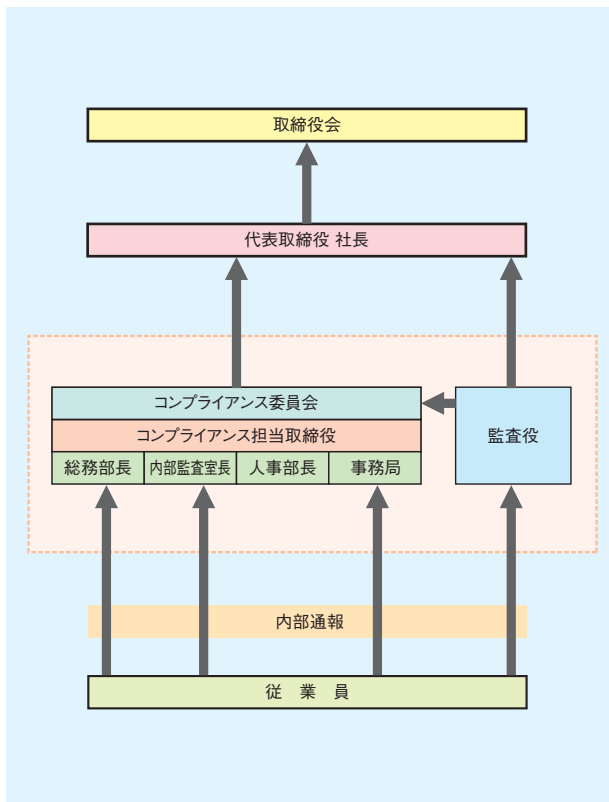 取締役会
代表取締役 社長
コンプライアンス委員会
コンプライアンス担当取締役
監査役
総務部長
内部監査室長
人事部長
事務局
内部通報
従 業 員